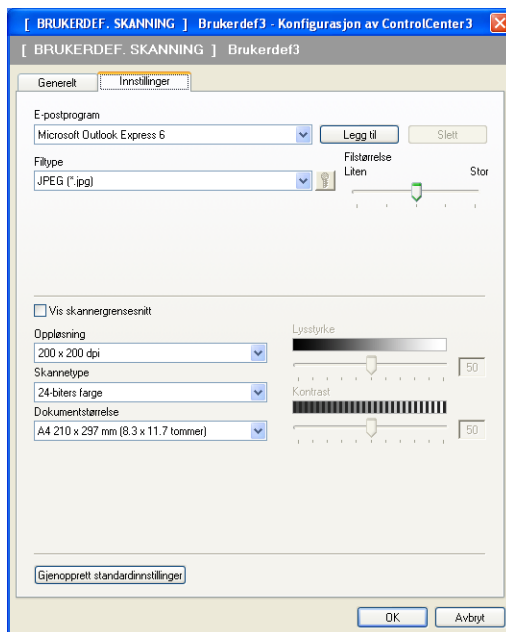 [ BRUKERDEF. SKANNING ] Brukerdef3 - Konfigurasjon av ControlCenter3
[ BRUKERDEF. SKANNING ] Brukerdef3
Generelt Innstillinger
E-postprogram
Microsoft Outlook Express 6 Legg til Slett
Filtype Filstørrelse
JPEG (*.jpg) Liten Stor
Vis skannergrensesnitt
Oppløsning Lysstyrke
200 x 200 dpi 50
Skannetype
24-biters farge Kontrast
Dokumentstørrelse
A4 210 x 297 mm (8.3 x 11.7 tommer) 50
Gjenopprett standardinnstillinger
OK Avbryt